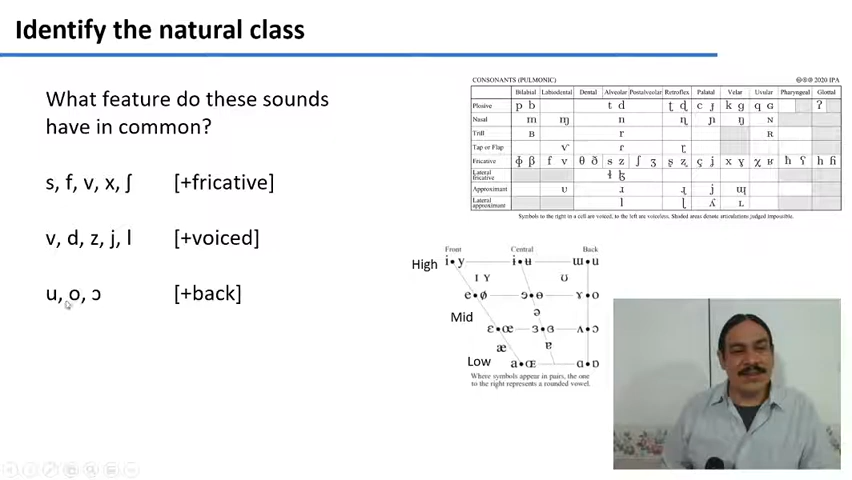 Identify the natural class
What feature do these sounds
have in common?
s, f, v, x, ʃ [+fricative]
v, d, z, j, l [+voiced]
u, o, ɔ [+back]
CONSONANTS (PULMONIC) 2020 IPA
Bilabial Labiodental Dental Alveolar Postalveolar Retroflex Palatal Velar Uvular Pharyngeal Glottal
Plosive p b t d ʈ ɖ c ɟ k ɡ q ɢ ʔ
Nasal m ɱ n ɳ ɲ ŋ ɴ
Trill ʙ r ʀ
Tap or Flap ⱱ ɾ ɽ
Fricative ɸ β f v θ ð s z ʃ ʒ ʂ ʐ ç ʝ x ɣ χ ʁ ħ ʕ h ɦ
Lateral fricative ɬ ɮ
Approximant ʋ ɹ ɻ j ɰ
Lateral approximant l ɭ ʎ ʟ
Symbols to the right in a cell are voiced, to the left are voiceless. Shaded areas denote articulations judged impossible.
Front Central Back
High i • y ɨ • ʉ ɯ • u
ɪ ʏ ʊ
e • ø ɘ • ɵ ɤ • o
Mid ə
ɛ • œ ɜ • ɞ ʌ • ɔ
æ ɐ
Low a • ɶ ɑ • ɒ
Where symbols appear in pairs, the one
to the right represents a rounded vowel.